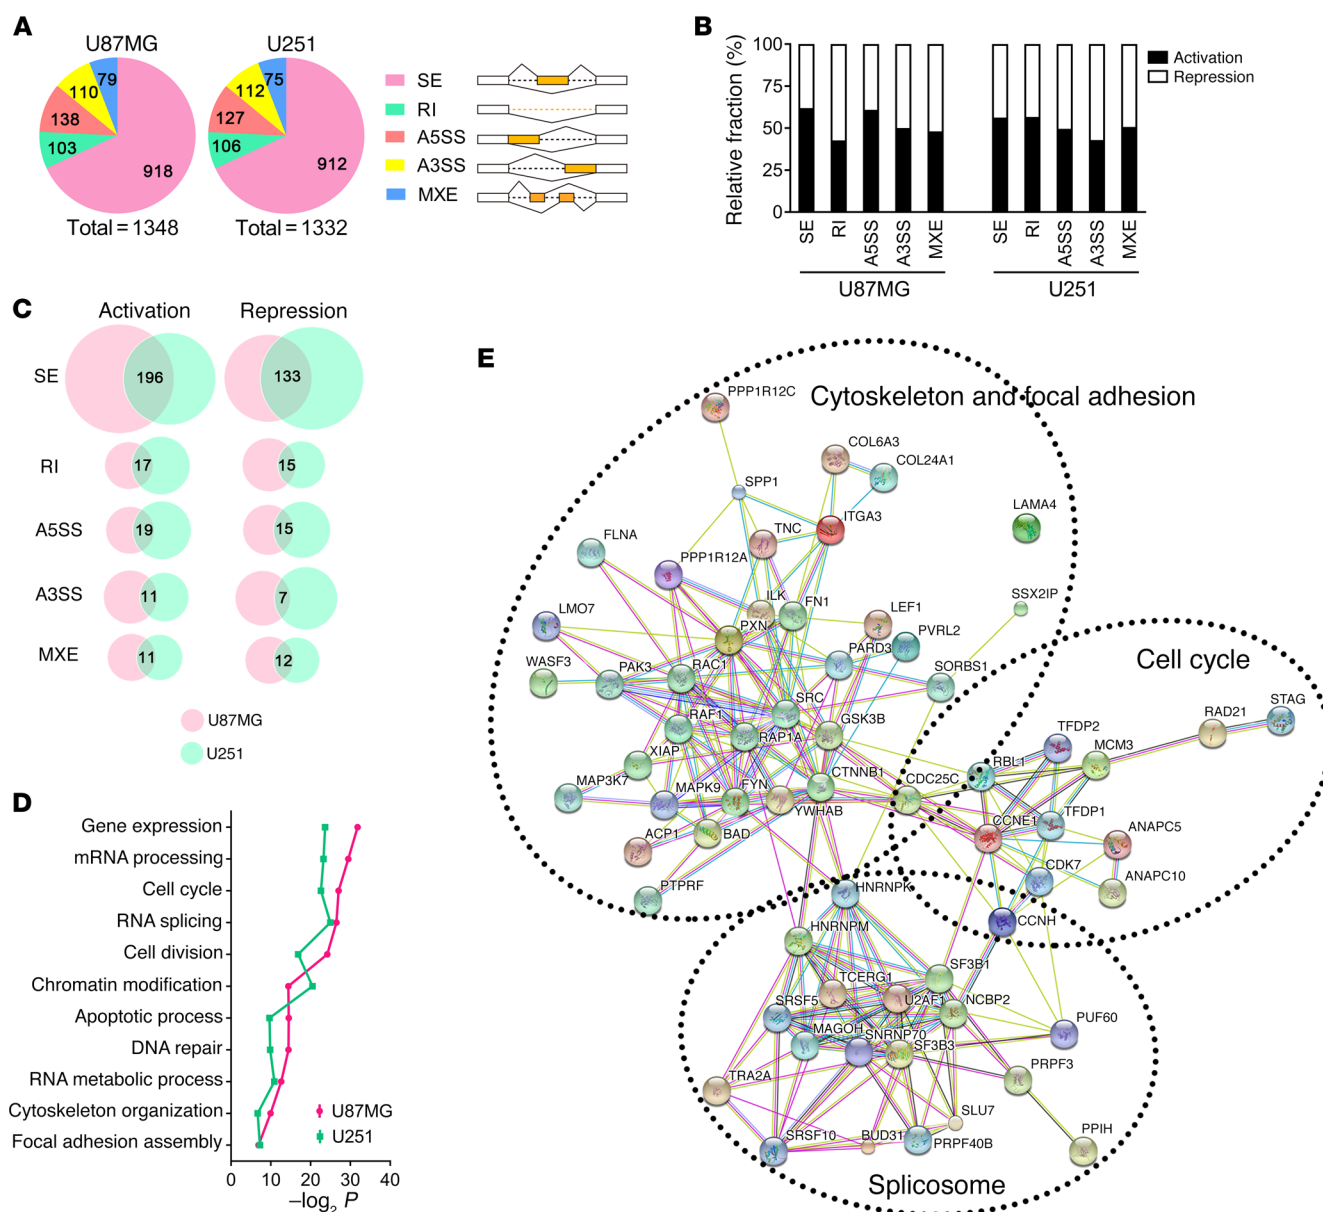 A
U87MG
U251
79
110
138
103
918
75
112
127
106
912
Total = 1348
Total = 1332
SE
RI
A5SS
A3SS
MXE
B
Relative fraction (%)
100
75
50
25
0
SE
RI
A5SS
A3SS
MXE
SE
RI
A5SS
A3SS
MXE
U87MG
U251
Activation
Repression
C
Activation
Repression
SE
196
133
RI
17
15
A5SS
19
15
A3SS
11
7
MXE
11
12
U87MG
U251
D
Gene expression
mRNA processing
Cell cycle
RNA splicing
Cell division
Chromatin modification
Apoptotic process
DNA repair
RNA metabolic process
Cytoskeleton organization
Focal adhesion assembly
U87MG
U251
0
10
20
30
40
–log2 P
E
Cytoskeleton and focal adhesion
PPP1R12C
COL6A3
COL24A1
SPP1
ITGA3
LAMA4
TNC
FLNA
PPP1R12A
ILK
FN1
SSX2IP
LMO7
PXN
LEF1
PVRL2
WASF3
PAK3
RAC1
PARD3
SORBS1
SRC
RAF1
RAP1A
GSK3B
XIAP
MAP3K7
MAPK9
FYN
CTNNB1
YWHAB
ACP1
BAD
PTPRF
Cell cycle
STAG
RAD21
TFDP2
MCM3
RBL1
CDC25C
CCNE1
TFDP1
ANAPC5
CDK7
ANAPC10
CCNH
HNRNPK
HNRNPM
SF3B1
TCERG1
U2AF1
NCBP2
SRSF5
MAGOH
SNRNP70
SF3B3
PUF60
PRPF3
TRA2A
SLU7
SRSF10
BUD31
PRPF40B
PPIH
Splicosome